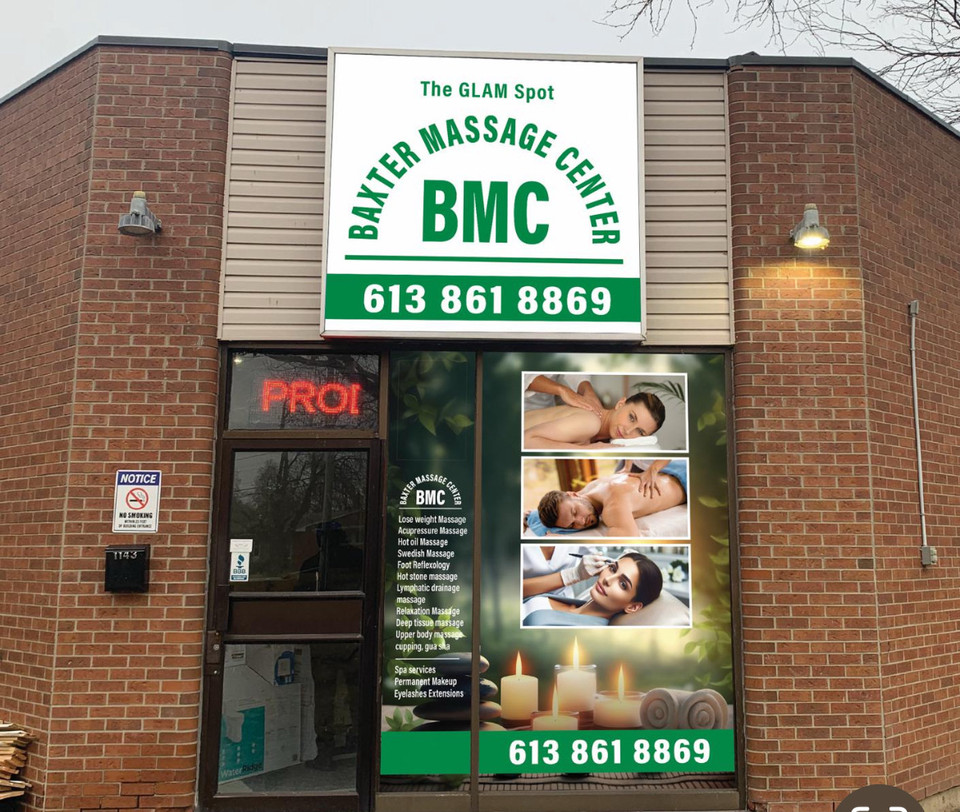 The GLAM Spot
BAXTER MASSAGE CENTER
BMC
613 861 8869
PROI
NOTICE
NO SMOKING
1143
BBB
BAXTER MASSAGE CENTER
BMC
Lose weight Massage
Acupressure Massage
Hot oil Massage
Swedish Massage
Foot Reflexology
Hot stone massage
Lymphatic drainage
massage
Relaxation Massage
Deep tissue massage
Upper body massage
cupping, gua sha
Spa services
Permanent Makeup
Eyelashes Extensions
613 861 8869